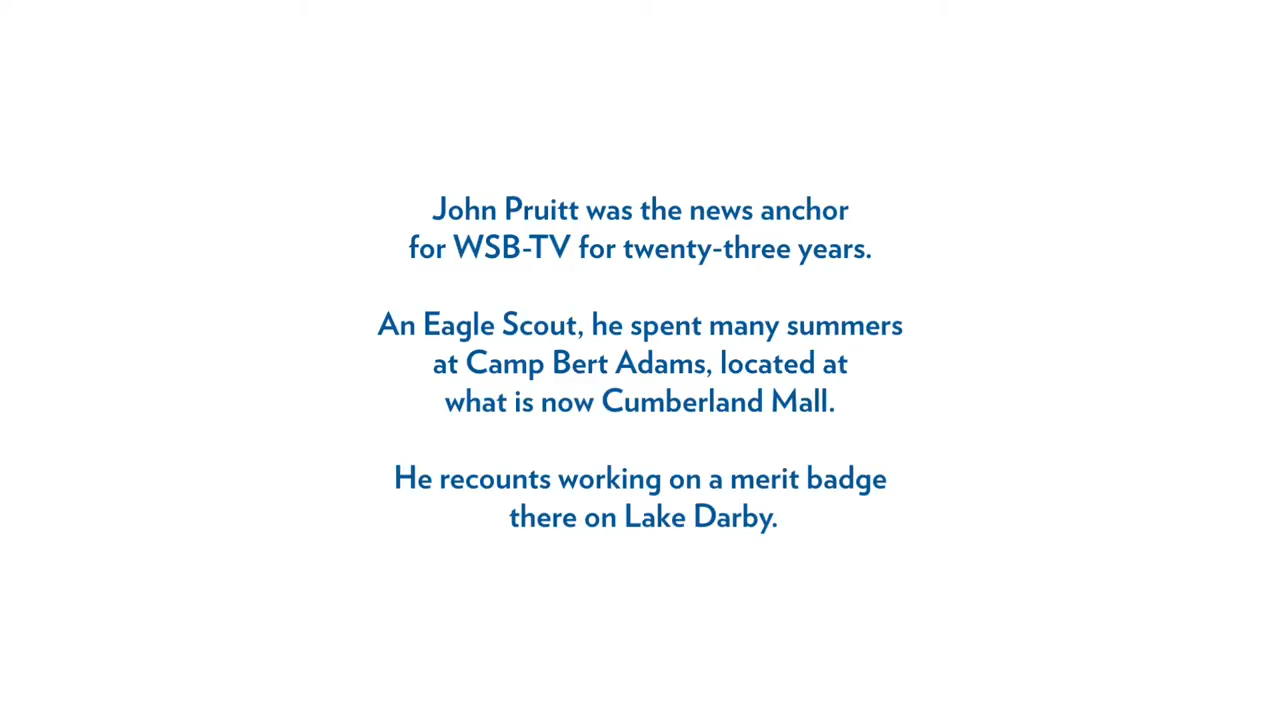 John Pruitt was the news anchor
for WSB-TV for twenty-three years.
An Eagle Scout, he spent many summers
at Camp Bert Adams, located at
what is now Cumberland Mall.
He recounts working on a merit badge
there on Lake Darby.